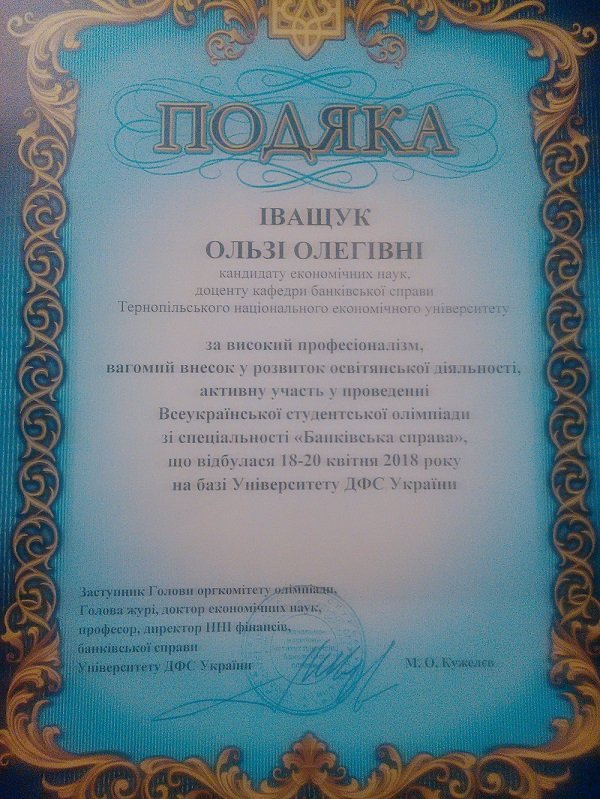 ПОДЯКА
ІВАЩУК
ОЛЬЗІ ОЛЕГІВНІ
кандидату економічних наук,
доценту кафедри банківської справи
Тернопільського національного економічного університету
за високий професіоналізм,
вагомий внесок у розвиток освітянської діяльності,
активну участь у проведенні
Всеукраїнської студентської олімпіади
зі спеціальності «Банківська справа»,
що відбулася 18-20 квітня 2018 року
на базі Університету ДФС України
Заступник Голови оргкомітету олімпіади,
Голова журі, доктор економічних наук,
професор, директор ННІ фінансів,
банківської справи
Університету ДФС України
М. О. Кужелєв